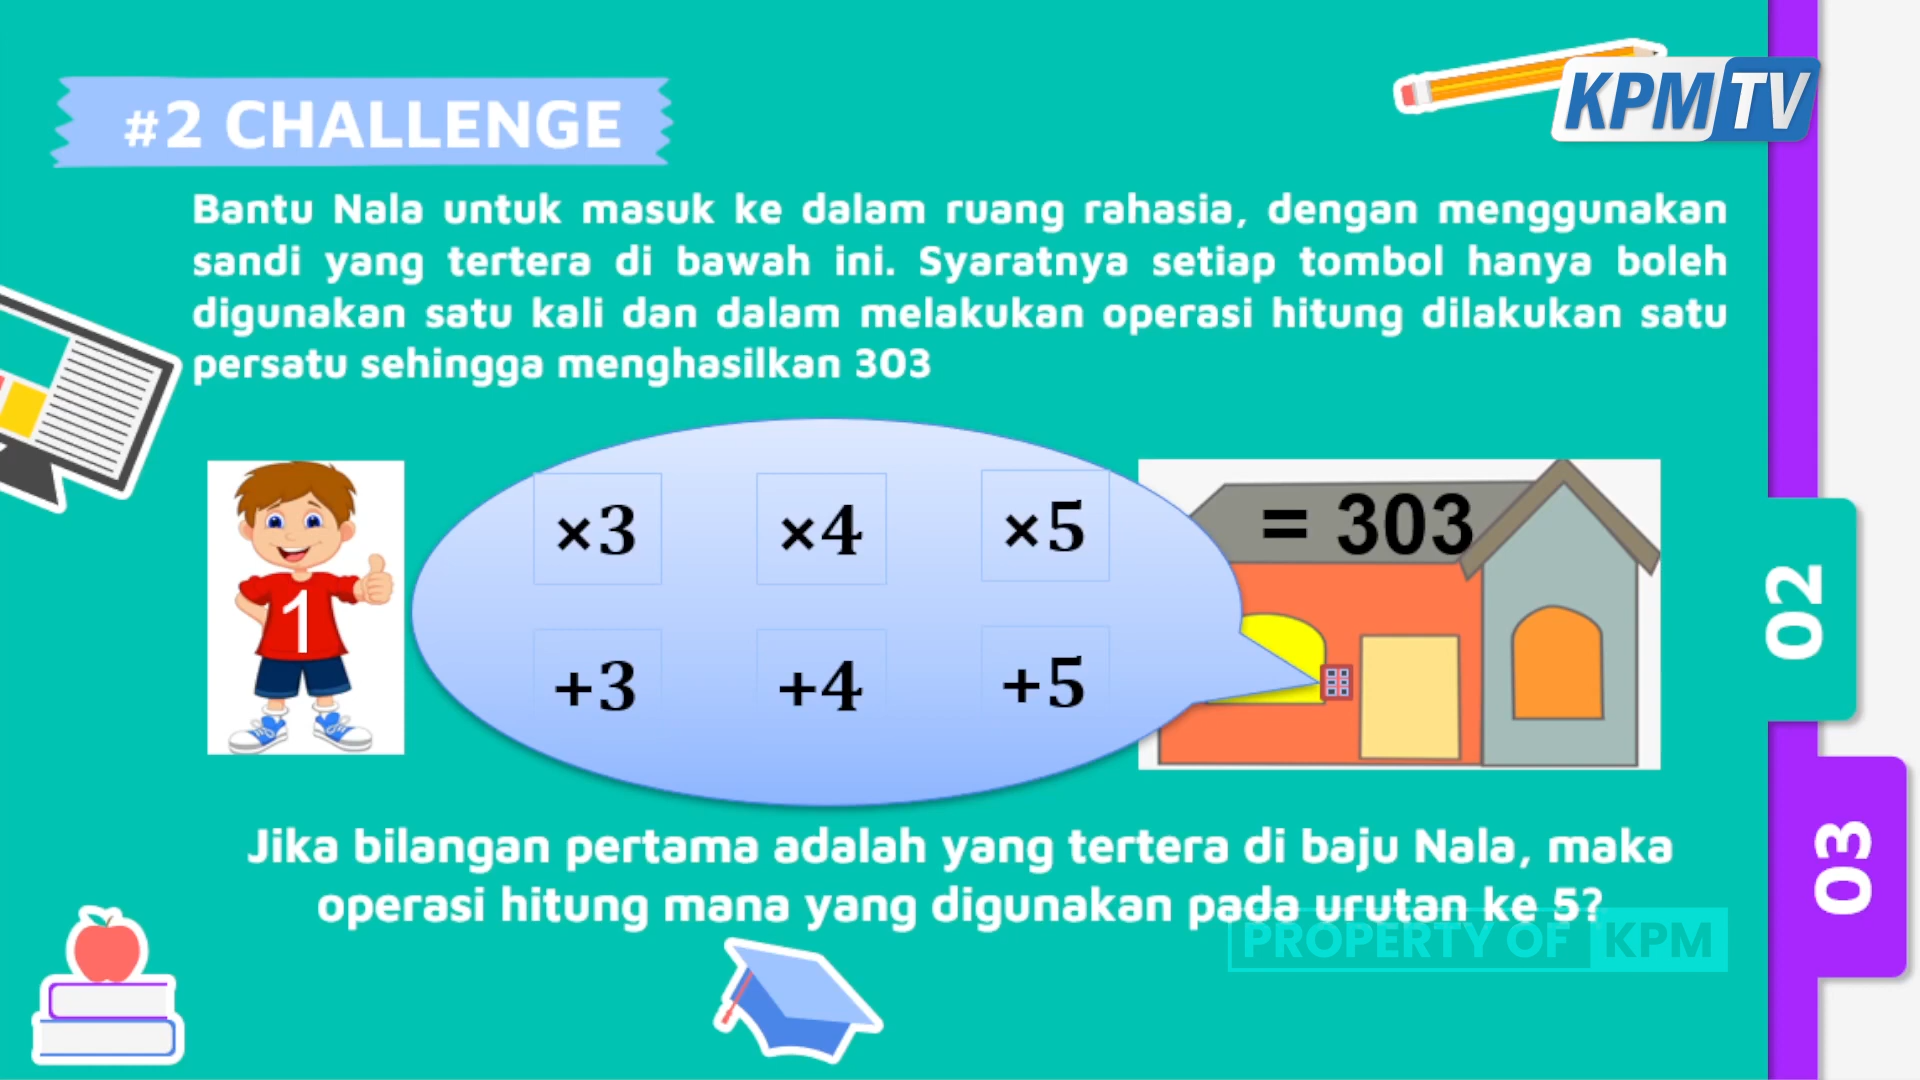 KPM TV
#2 CHALLENGE
Bantu Nala untuk masuk ke dalam ruang rahasia, dengan menggunakan
sandi yang tertera di bawah ini. Syaratnya setiap tombol hanya boleh
digunakan satu kali dan dalam melakukan operasi hitung dilakukan satu
persatu sehingga menghasilkan 303
×3 ×4 ×5
= 303
1
+3 +4 +5
02
03
Jika bilangan pertama adalah yang tertera di baju Nala, maka
operasi hitung mana yang digunakan pada urutan ke 5?
PROPERTY OF KPM